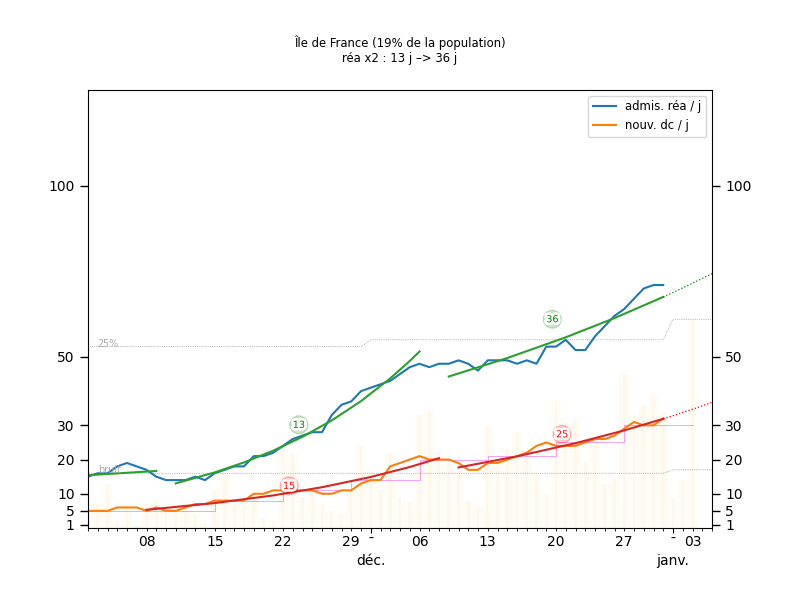 Île de France (19% de la population)
réa x2 : 13 j –> 36 j
admis. réa / j
nouv. dc / j
100 100
36
25%
50 50
13
25
30 30
20 20
brut
15
10 10
5 5
1 1
08 15 22 29 - 06 13 20 27 - 03
déc. janv.